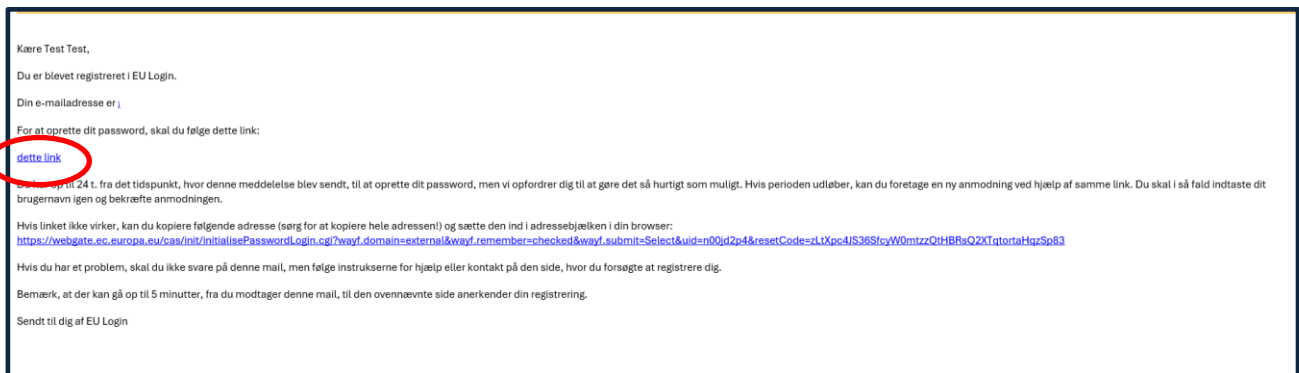 Kære Test Test,
Du er blevet registreret i EU Login.
Din e-mailadresse er
For at oprette dit password, skal du følge dette link:
dette link
Du har op til 24 t. fra det tidspunkt, hvor denne meddelelse blev sendt, til at oprette dit password, men vi opfordrer dig til at gøre det så hurtigt som muligt. Hvis perioden udløber, kan du foretage en ny anmodning ved hjælp af samme link. Du skal i så fald indtaste dit
brugernavn igen og bekræfte anmodningen.
Hvis linket ikke virker, kan du kopiere følgende adresse (sørg for at kopiere hele adressen!) og sætte den ind i adressebjælken i din browser:
https://webgate.ec.europa.eu/cas/init/initialisePasswordLogin.cgi?wayf.domain=external&wayf.remember=checked&wayf.submit=Select&uid=n00jd2p4&resetCode=zLtXpc4JS36SfcyW0mtzzQtHBRsQ2XTqtortaHqzSp83
Hvis du har et problem, skal du ikke svare på denne mail, men følge instrukserne for hjælp eller kontakt på den side, hvor du forsøgte at registrere dig.
Bemærk, at der kan gå op til 5 minutter, fra du modtager denne mail, til den ovennævnte side anerkender din registrering.
Sendt til dig af EU Login